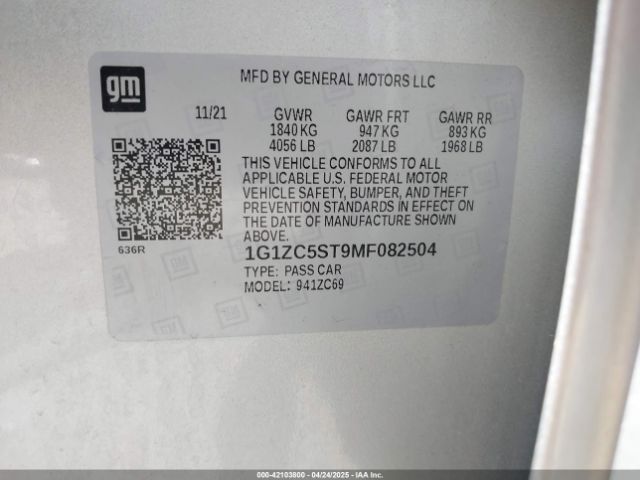 gm
MFD BY GENERAL MOTORS LLC
11/21 GVWR GAWR FRT GAWR RR
1840 KG 947 KG 893 KG
4056 LB 2087 LB 1968 LB
THIS VEHICLE CONFORMS TO ALL
APPLICABLE U.S. FEDERAL MOTOR
VEHICLE SAFETY, BUMPER, AND THEFT
PREVENTION STANDARDS IN EFFECT ON
THE DATE OF MANUFACTURE SHOWN
ABOVE.
636R
1G1ZC5ST9MF082504
TYPE: PASS CAR
MODEL: 941ZC69
000-42103800 - 04/24/2025 - IAA Inc.